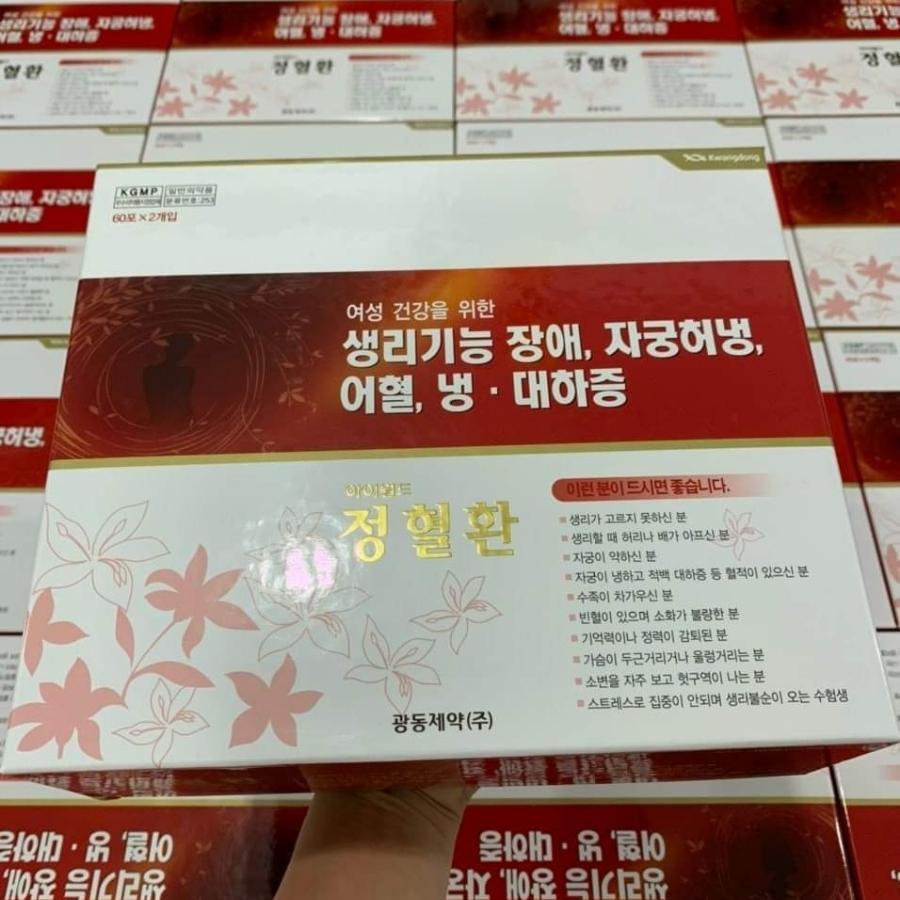 Kwangdong
KGMP
일반의약품
분류번호:253
60포×2개입
여성 건강을 위한
생리기능 장애, 자궁허냉,
어혈, 냉·대하증
아이월드
정혈환
이런 분이 드시면 좋습니다.
생리가 고르지 못하신 분
생리할 때 허리나 배가 아프신 분
자궁이 약하신 분
자궁이 냉하고 적백 대하증 등 혈적이 있으신 분
수족이 차가우신 분
빈혈이 있으며 소화가 불량한 분
기억력이나 정력이 감퇴된 분
가슴이 두근거리거나 울렁거리는 분
소변을 자주 보고 헛구역이 나는 분
스트레스로 집중이 안되며 생리불순이 오는 수험생
광동제약(주)